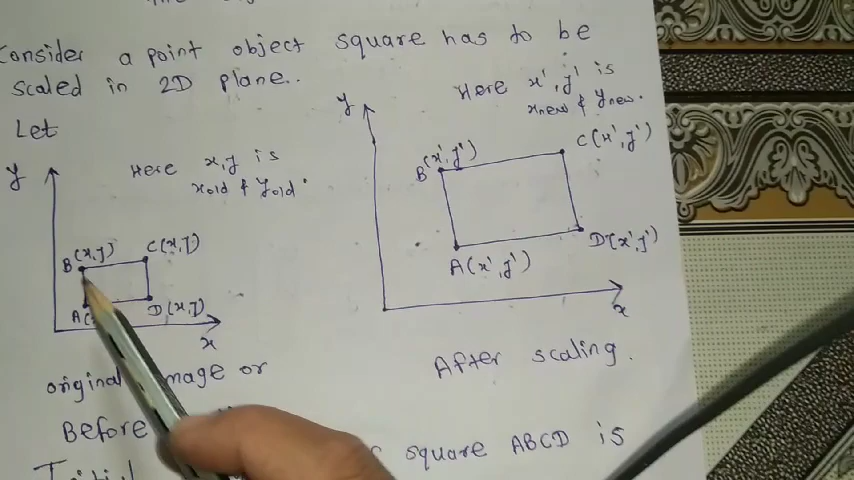 Consider a point object square has to be
scaled in 2D plane..
Let
y
Here x,y is
xold & yold.
B(x,y)
C(x,y)
A(
D(x,y)
x
original image or
Before
y
Here x',y' is
xnew & ynew.
B(x',y')
C(x',y')
A(x',y')
D(x',y')
x
After scaling.
square ABCD is